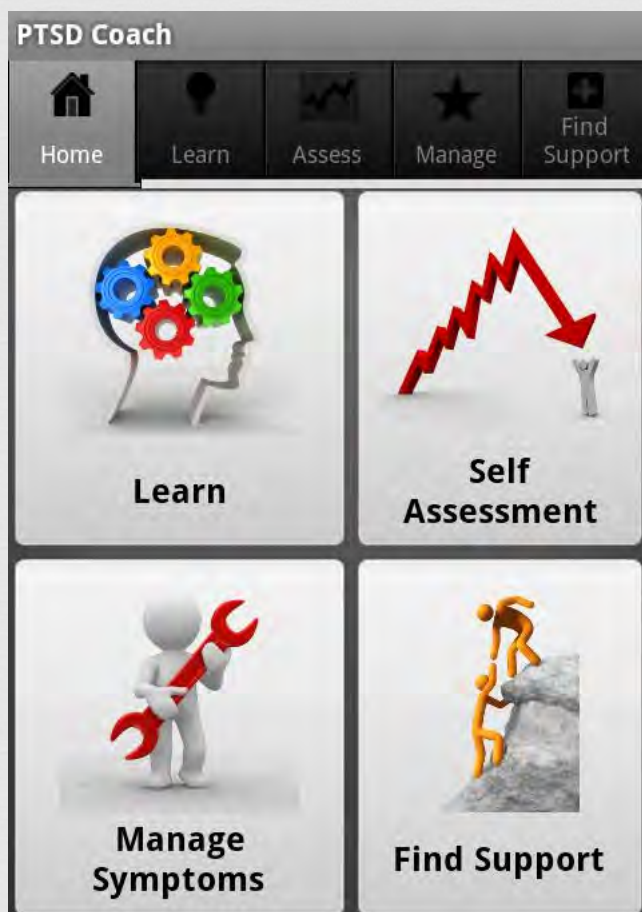 PTSD Coach
Home
Learn
Assess
Manage
Find
Support
Learn
Self
Assessment
Manage
Symptoms
Find Support